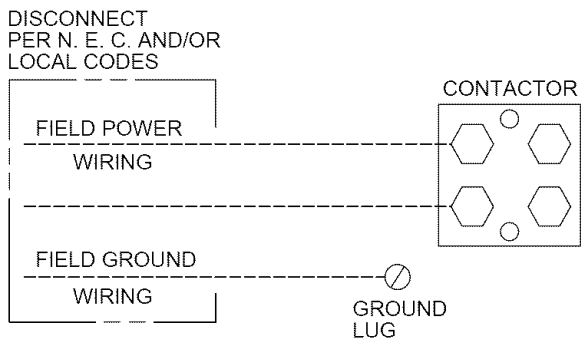 DISCONNECT
PER N. E. C. AND/OR
LOCAL CODES
CONTACTOR
FIELD POWER
WIRING
FIELD GROUND
WIRING
GROUND
LUG